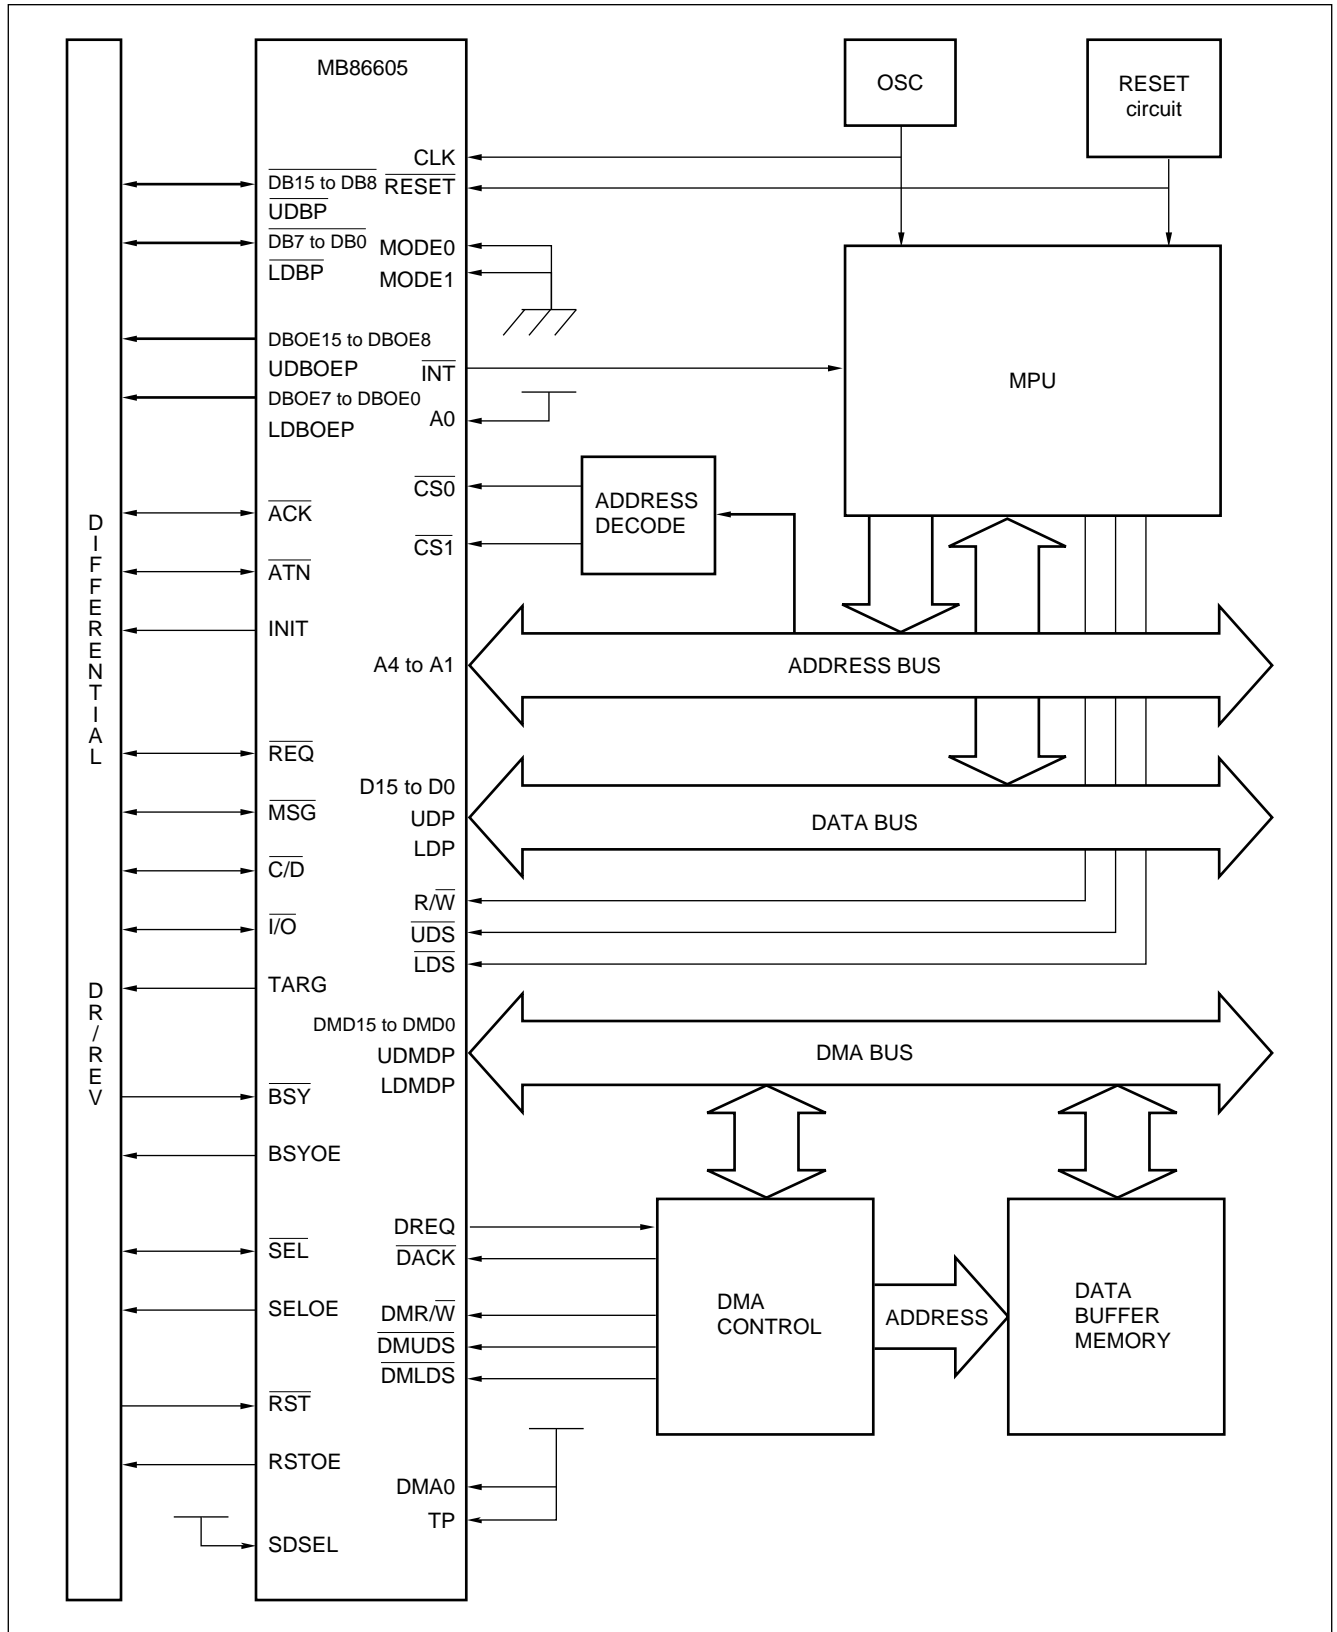 MB86605
OSC
RESET
circuit
CLK
DB15 to DB8
RESET
UDBP
DB7 to DB0
MODE0
LDBP
MODE1
DBOE15 to DBOE8
UDBOEP
INT
MPU
DBOE7 to DBOE0
A0
LDBOEP
CS0
ADDRESS
DECODE
ACK
CS1
ATN
INIT
A4 to A1
ADDRESS BUS
DIFFERENTIAL
REQ
D15 to D0
MSG
UDP
DATA BUS
LDP
C/D
R/W
I/O
UDS
LDS
TARG
DR/REV
DMD15 to DMD0
UDMDP
DMA BUS
LDMDP
BSY
BSYOE
DREQ
SEL
DACK
SELOE
DMR/W
DMA
CONTROL
ADDRESS
DATA
BUFFER
MEMORY
DMUDS
DMLDS
RST
RSTOE
DMA0
TP
SDSEL